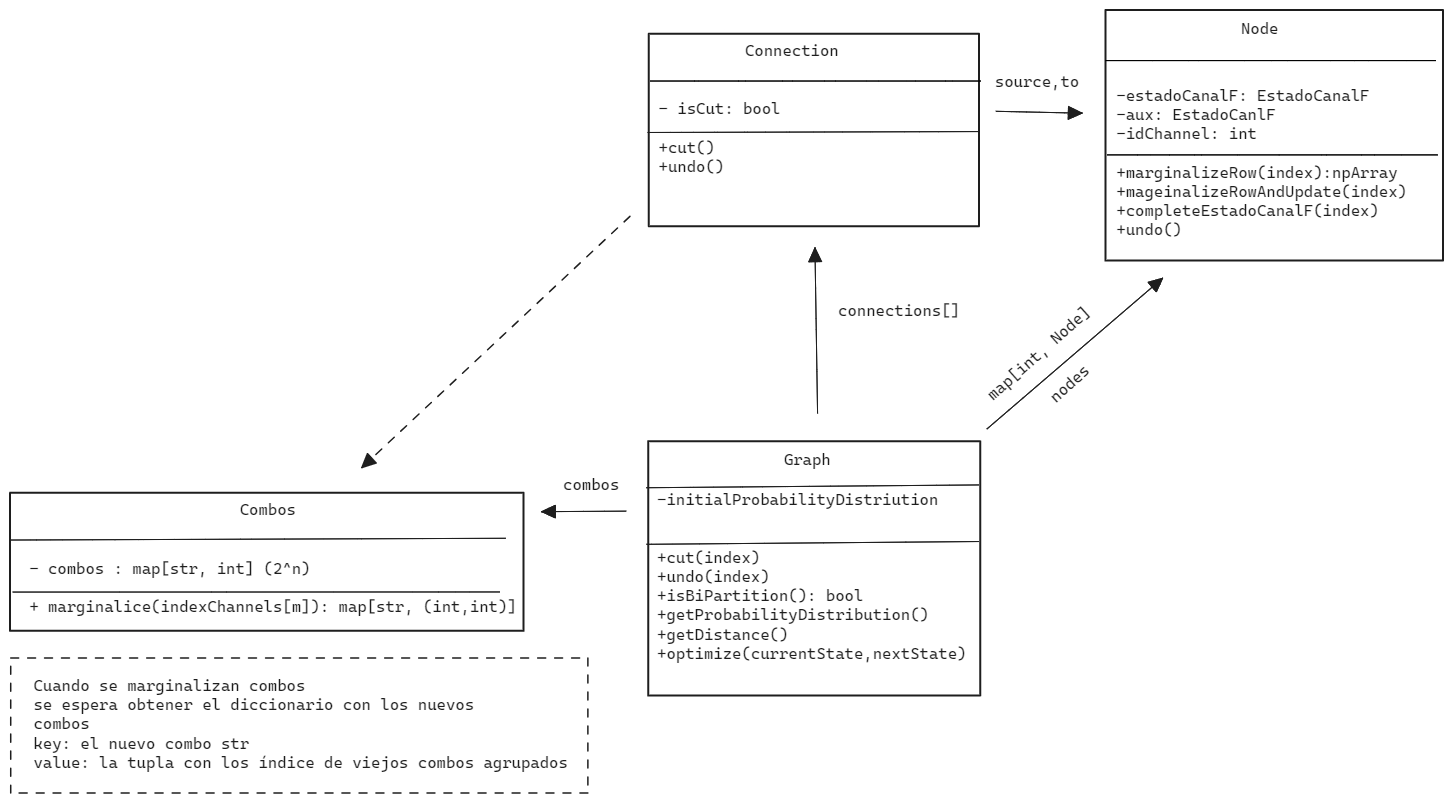 Connection
- isCut: bool
+cut()
+undo()
source,to
Node
-estadoCanalF: EstadoCanalF
-aux: EstadoCanlF
-idChannel: int
+marginalizeRow(index):npArray
+mageinalizeRowAndUpdate(index)
+completeEstadoCanalF(index)
+undo()
connections[]
map[int, Node]
nodes
Graph
-initialProbabilityDistriution
+cut(index)
+undo(index)
+isBiPartition(): bool
+getProbabilityDistribution()
+getDistance()
+optimize(currentState,nextState)
combos
Combos
- combos : map[str, int] (2^n)
+ marginalice(indexChannels[m]): map[str, (int,int)]
Cuando se marginalizan combos
se espera obtener el diccionario con los nuevos
combos
key: el nuevo combo str
value: la tupla con los índice de viejos combos agrupados